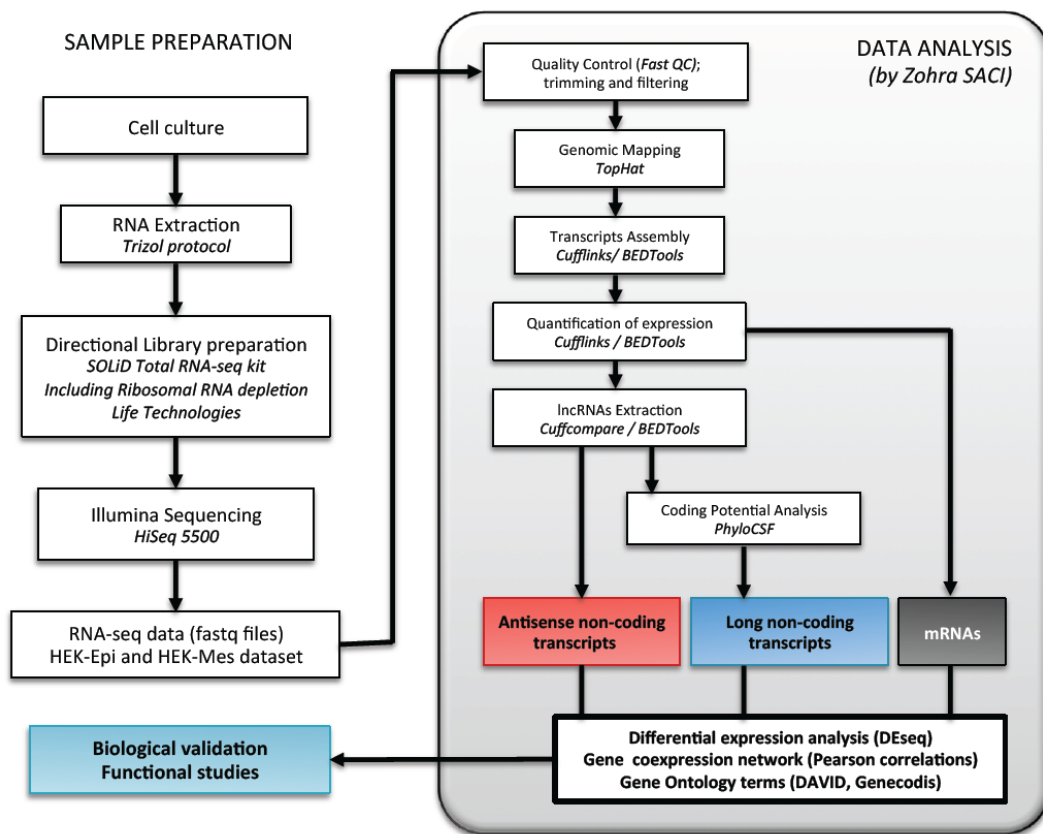 SAMPLE PREPARATION
Cell culture
RNA Extraction
Trizol protocol
Directional Library preparation
SOLiD Total RNA-seq kit
Including Ribosomal RNA depletion
Life Technologies
Illumina Sequencing
HiSeq 5500
RNA-seq data (fastq files)
HEK-Epi and HEK-Mes dataset
DATA ANALYSIS
(by Zohra SACI)
Quality Control (Fast QC);
trimming and filtering
Genomic Mapping
TopHat
Transcripts Assembly
Cufflinks/ BEDTools
Quantification of expression
Cufflinks / BEDTools
lncRNAs Extraction
Cuffcompare / BEDTools
Coding Potential Analysis
PhyloCSF
Antisense non-coding
transcripts
Long non-coding
transcripts
mRNAs
Differential expression analysis (DEseq)
Gene coexpression network (Pearson correlations)
Gene Ontology terms (DAVID, Genecodis)
Biological validation
Functional studies